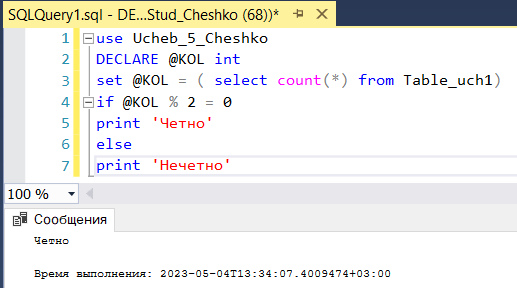 SQLQuery1.sql - DE...Stud_Cheshko (68))*
1 use Ucheb_5_Cheshko
2 DECLARE @KOL int
3 set @KOL = ( select count(*) from Table_uch1)
4 if @KOL % 2 = 0
5 print 'Четно'
6 else
7 print 'Нечетно'
100 %
Сообщения
Четно
Время выполнения: 2023-05-04T13:34:07.4009474+03:00